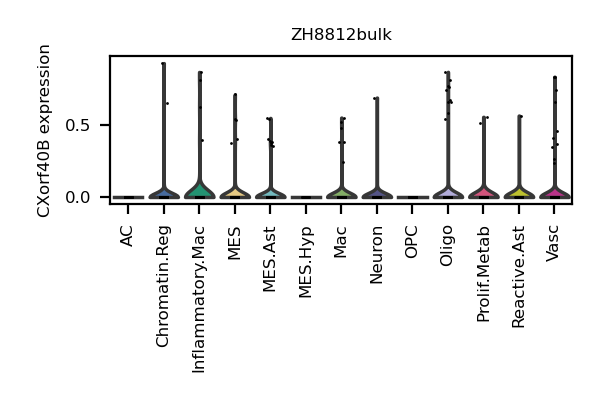 ZH8812bulk
CXorf40B expression
0.5
0.0
AC
Chromatin.Reg
Inflammatory.Mac
MES
MES.Ast
MES.Hyp
Mac
Neuron
OPC
Oligo
Prolif.Metab
Reactive.Ast
Vasc